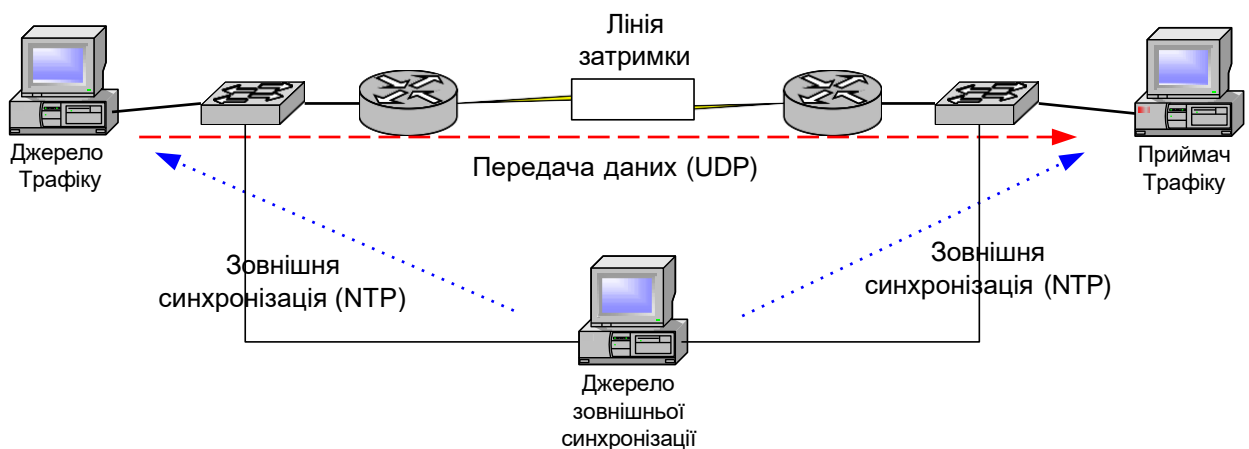 Лінія
затримки
Джерело
Трафіку
Передача даних (UDP)
Приймач
Трафіку
Зовнішня
синхронізація (NTP)
Зовнішня
синхронізація (NTP)
Джерело
зовнішньої
синхронізації